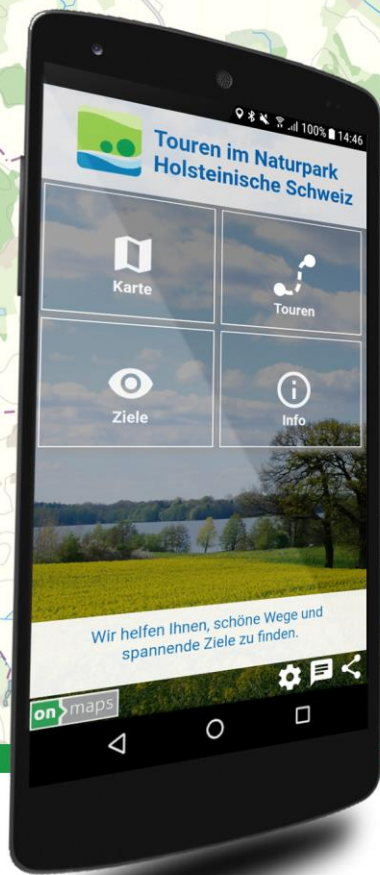 100% 14:46
Touren im Naturpark
Holsteinische Schweiz
Karte
Touren
Ziele
Info
Wir helfen Ihnen, schöne Wege und
spannende Ziele zu finden.
on maps